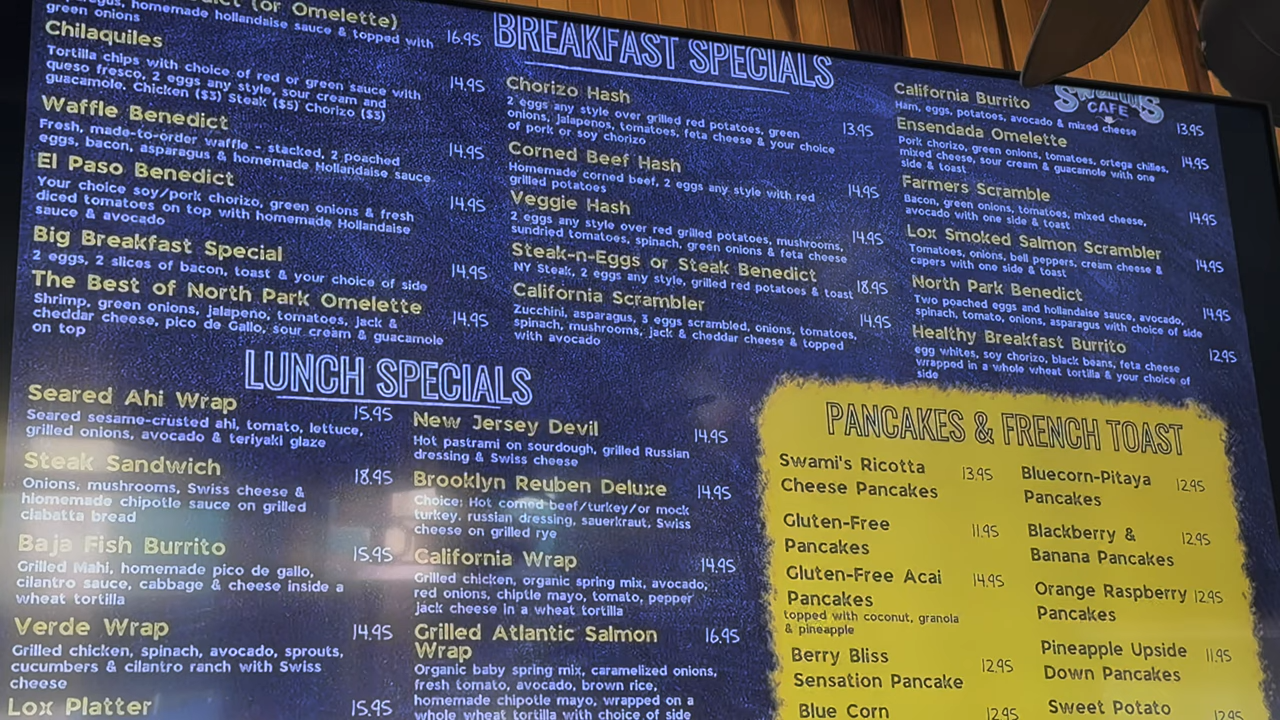 (or Omelette)
homemade hollandaise sauce & topped with
green onions
16.95
Chilaquiles
Tortilla chips with choice of red or green sauce with
queso fresco, 2 eggs any style, sour cream and
guacamole. Chicken ($3) Steak ($5) Chorizo ($3)
14.95
Waffle Benedict
Fresh, made-to-order waffle - stacked, 2 poached
eggs, bacon, asparagus & homemade Hollandaise sauce.
14.95
El Paso Benedict
Your choice soy/pork chorizo, green onions & fresh
diced tomatoes on top with homemade Hollandaise
sauce & avocado
14.95
Big Breakfast Special
2 eggs, 2 slices of bacon, toast & your choice of side
14.95
The Best of North Park Omelette
Shrimp, green onions, jalapeno, tomatoes, jack &
cheddar cheese, pico de Gallo, sour cream & guacamole
on top
14.95
BREAKFAST SPECIALS
Chorizo Hash
2 eggs any style over grilled red potatoes, green
onions, jalapenos, tomatoes, feta cheese & your choice
of pork or soy chorizo
13.95
Corned Beef Hash
Homemade corned beef, 2 eggs any style with red
grilled potatoes
14.95
Veggie Hash
2 eggs any style over red grilled potatoes, mushrooms,
sundried tomatoes, spinach, green onions & feta cheese
14.95
Steak-n-Eggs or Steak Benedict
NY Steak, 2 eggs any style, grilled red potatoes & toast
18.95
California Scrambler
Zucchini, asparagus, 3 eggs scrambled, onions, tomatoes,
spinach, mushrooms, jack & cheddar cheese & topped
with avocado
14.95
CAFE
California Burrito
Ham, eggs, potatoes, avocado & mixed cheese
13.95
Ensendada Omelette
Pork chorizo, green onions, tomatoes, ortega chilies,
mixed cheese, sour cream & guacamole with one
side & toast
14.95
Farmers Scramble
Bacon, green onions, tomatoes, mixed cheese,
avocado with one side & toast
14.95
Lox Smoked Salmon Scrambler
Tomatoes, onions, bell peppers, cream cheese &
capers with one side & toast
14.95
North Park Benedict
Two poached eggs and hollandaise sauce, avocado,
spinach, tomato, onions, asparagus with choice of side
14.95
Healthy Breakfast Burrito
egg whites, soy chorizo, black beans, feta cheese
wrapped in a whole wheat tortilla & your choice of
side
12.95
LUNCH SPECIALS
Seared Ahi Wrap
Seared sesame-crusted ahi, tomato, lettuce,
grilled onions, avocado & teriyaki glaze
15.95
Steak Sandwich
Onions, mushrooms, Swiss cheese &
hiomemade chipotle sauce on grilled
ciabatta bread
18.95
Baja Fish Burrito
Grilled Mahi, homemade pico de gallo,
cilantro sauce, cabbage & cheese inside a
wheat tortilla
15.95
Verde Wrap
Grilled chicken, spinach, avocado, sprouts,
cucumbers & cilantro ranch with Swiss
cheese
14.95
Lox Platter
15.95
New Jersey Devil
Hot pastrami on sourdough, grilled Russian
dressing & Swiss cheese
14.95
Brooklyn Reuben Deluxe
Choice: Hot corned beef/turkey/or mock
turkey. russian dressing, sauerkraut, Swiss
cheese on grilled rye
14.95
California Wrap
Grilled chicken, organic spring mix, avocado,
red onions, chiptle mayo, tomato, pepper
jack cheese in a wheat tortilla
14.95
Grilled Atlantic Salmon
Wrap
Organic baby spring mix, caramelized onions,
fresh tomato, avocado, brown rice,
homemade chipotle mayo, wrapped on a
whole wheat tortilla with choice of side
16.95
PANCAKES & FRENCH TOAST
Swami's Ricotta
Cheese Pancakes
13.95
Gluten-Free
Pancakes
11.95
Gluten-Free Acai
Pancakes
topped with coconut, granola
& pineapple
14.95
Berry Bliss
Sensation Pancake
12.95
Blue Corn
12.95
Bluecorn-Pitaya
Pancakes
12.95
Blackberry &
Banana Pancakes
12.95
Orange Raspberry
Pancakes
12.95
Pineapple Upside
Down Pancakes
11.95
Sweet Potato
12.95